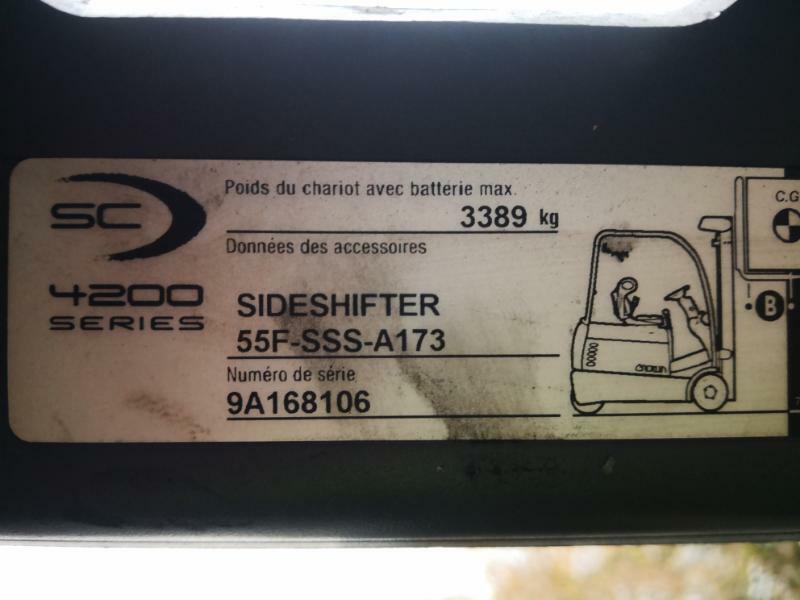 SC
4200
SERIES
Poids du chariot avec batterie max.
3389 kg
Données des accessoires
SIDESHIFTER
55F-SSS-A173
Numéro de série
9A168106
C.G
B
CROWN